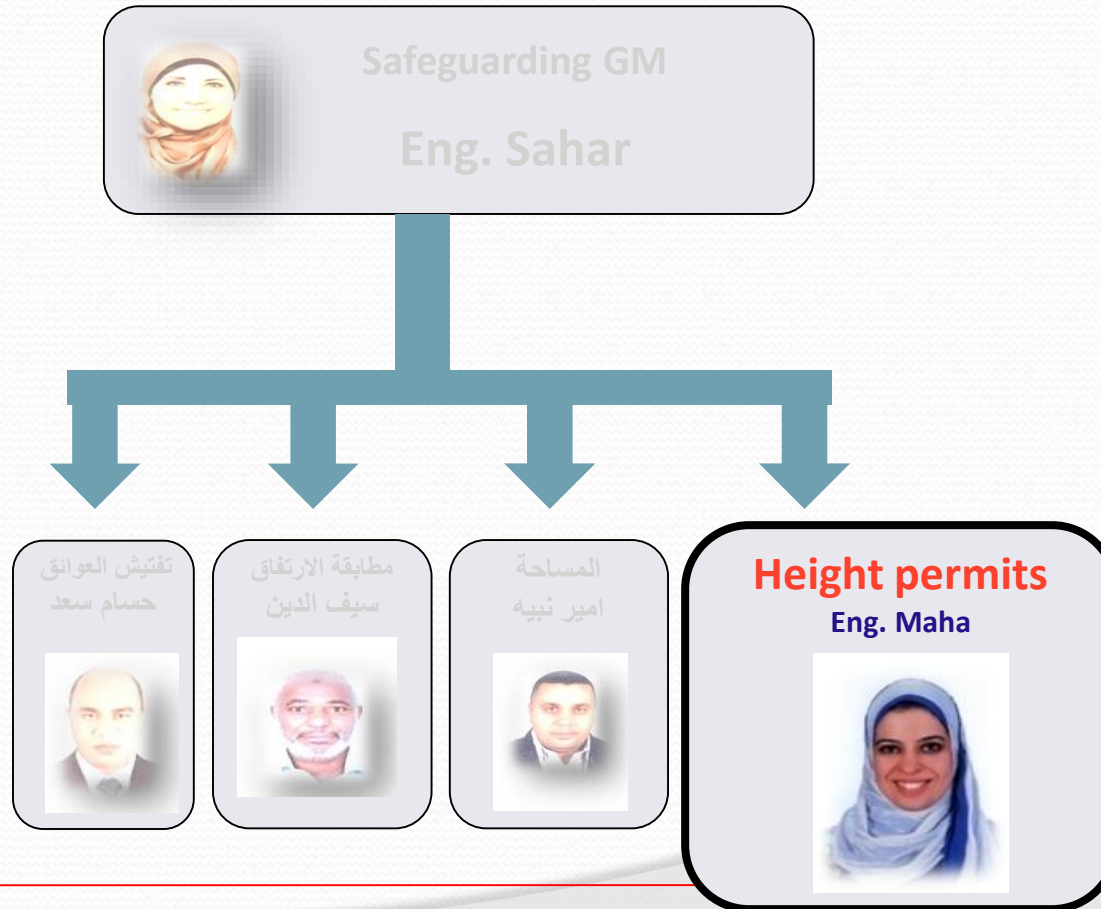 Safeguarding GM
Eng. Sahar
تفتيش العوائق
حسام سعد
مطابقة الارتفاق
سيف الدين
المساحة
امير نبيه
Height permits
Eng. Maha